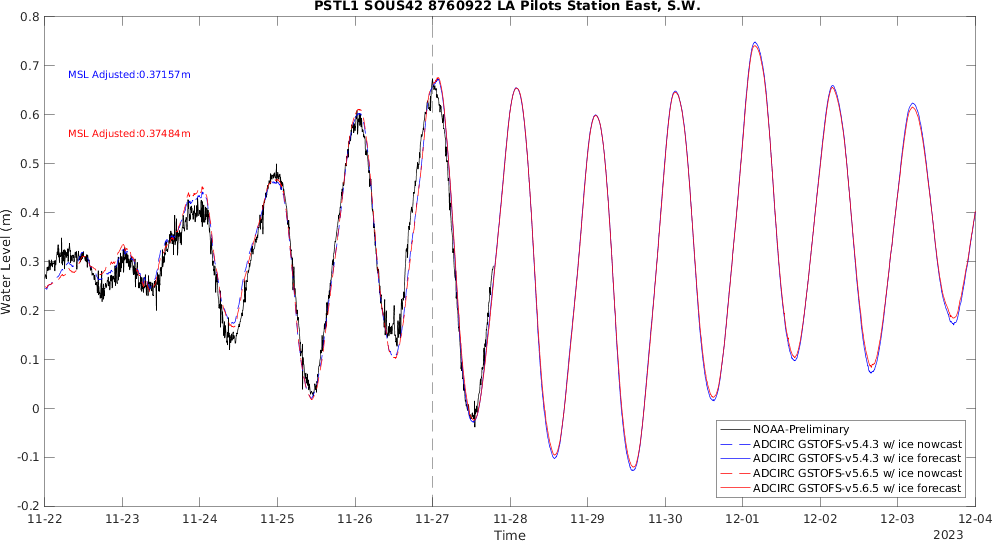 PSTL1 SOUS42 8760922 LA Pilots Station East, S.W.
0.8
0.7
0.6
0.5
0.4
0.3
0.2
0.1
0
-0.1
-0.2
Water Level (m)
MSL Adjusted:0.37157m
MSL Adjusted:0.37484m
NOAA-Preliminary
ADCIRC GSTOFS-v5.4.3 w/ ice nowcast
ADCIRC GSTOFS-v5.4.3 w/ ice forecast
ADCIRC GSTOFS-v5.6.5 w/ ice nowcast
ADCIRC GSTOFS-v5.6.5 w/ ice forecast
11-22 11-23 11-24 11-25 11-26 11-27 11-28 11-29 11-30 12-01 12-02 12-03 12-04
Time
2023